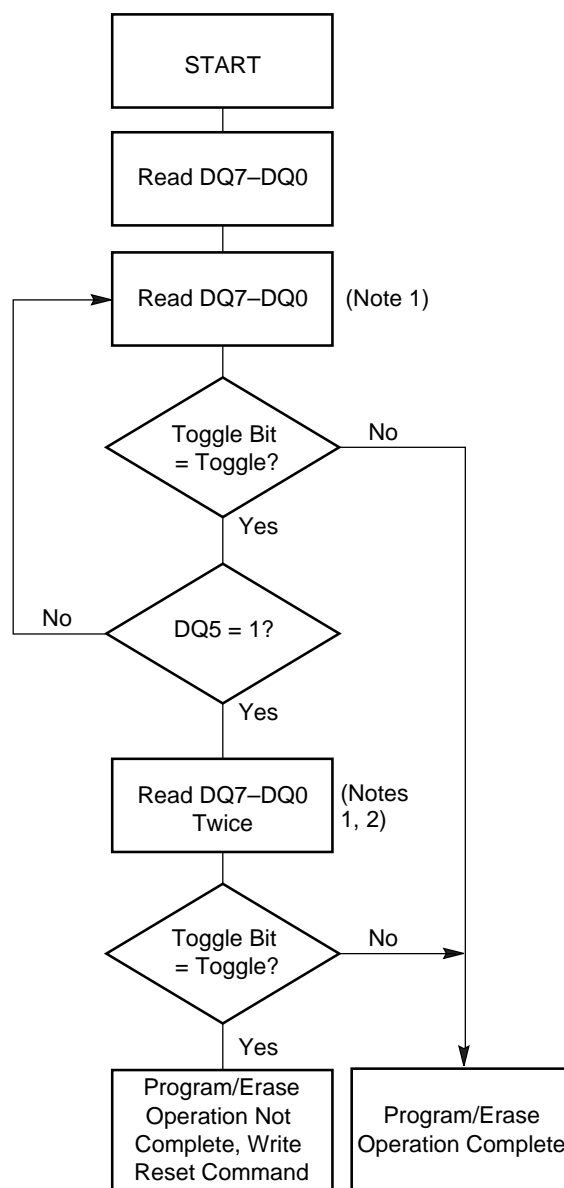 START
Read DQ7–DQ0
Read DQ7–DQ0
(Note 1)
Toggle Bit
= Toggle?
No
Yes
DQ5 = 1?
No
Yes
Read DQ7–DQ0
Twice
(Notes
1, 2)
Toggle Bit
= Toggle?
No
Yes
Program/Erase
Operation Not
Complete, Write
Reset Command
Program/Erase
Operation Complete